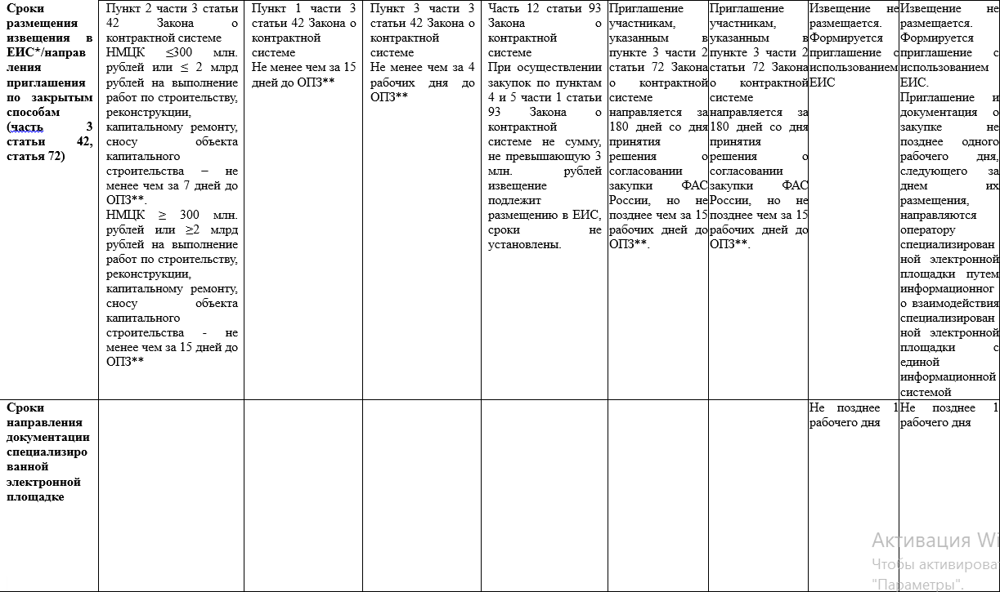 Сроки
размещения
извещения в
ЕИС*/направ
ления
приглашения
по закрытым
способам
(часть 3
статьи 42,
статья 72)
Пункт 2 части 3 статьи
42 Закона о
контрактной системе
НМЦК ≤300 млн.
рублей или ≤ 2 млрд
рублей на выполнение
работ по строительству,
реконструкции,
капитальному ремонту,
сносу объекта
капитального
строительства – не
менее чем за 7 дней до
ОПЗ**.
НМЦК ≥ 300 млн.
рублей или ≥2 млрд
рублей на выполнение
работ по строительству,
реконструкции,
капитальному ремонту,
сносу объекта
капитального
строительства - не
менее чем за 15 дней до
ОПЗ**
Пункт 1 части 3
статьи 42 Закона о
контрактной
системе
Не менее чем за 15
дней до ОПЗ**
Пункт 3 части 3
статьи 42 Закона о
контрактной
системе
Не менее чем за 4
рабочих дня до
ОПЗ**
Часть 12 статьи 93
Закона о
контрактной
системе
При осуществлении
закупок по пунктам
4 и 5 части 1 статьи
93 Закона о
контрактной
системе не сумму,
не превышающую 3
млн. рублей
извещение
подлежит
размещению в ЕИС,
сроки не
установлены.
Приглашение
участникам,
указанным в
пункте 3 части 2
статьи 72 Закона
о контрактной
системе
направляется за
180 дней со дня
принятия
решения о
согласовании
закупки ФАС
России, но не
позднее чем за 15
рабочих дней до
ОПЗ**.
Приглашение
участникам,
указанным в
пункте 3 части 2
статьи 72 Закона
о контрактной
системе
направляется за
180 дней со дня
принятия
решения о
согласовании
закупки ФАС
России, но не
позднее чем за 15
рабочих дней до
ОПЗ**.
Извещение не
размещается.
Формируется
приглашение с
использованием
ЕИС
Извещение не
размещается.
Формируется
приглашение с
использованием
ЕИС.
Приглашение и
документация о
закупке не
позднее одного
рабочего дня,
следующего за
днем их
размещения,
направляются
оператору
специализирован
ной электронной
площадки путем
информационног
о взаимодействия
специализирован
ной электронной
площадки с
единой
информационной
системой
Сроки
направления
документации
специализиро
ванной
электронной
площадке
Не позднее 1
рабочего дня
Не позднее 1
рабочего дня
Активация Wi
Чтобы активирова
"Параметры".